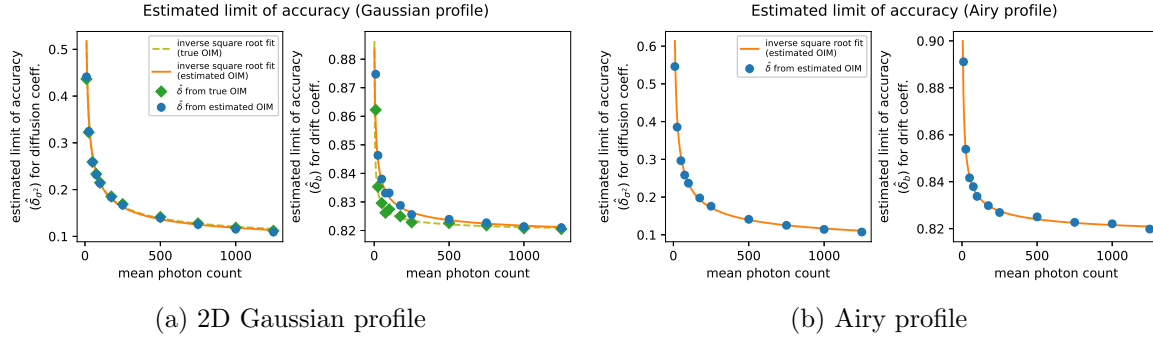 Estimated limit of accuracy (Gaussian profile)
estimated limit of accuracy
(δ̂_σ²) for diffusion coeff.
0.5
0.4
0.3
0.2
0.1
inverse square root fit
(true OIM)
inverse square root fit
(estimated OIM)
δ̂ from true OIM
δ̂ from estimated OIM
0
500
1000
mean photon count
estimated limit of accuracy
(δ̂_b) for drift coeff.
0.88
0.87
0.86
0.85
0.84
0.83
0.82
0
500
1000
mean photon count
(a) 2D Gaussian profile
Estimated limit of accuracy (Airy profile)
estimated limit of accuracy
(δ̂_σ²) for diffusion coeff.
0.6
0.5
0.4
0.3
0.2
0.1
inverse square root fit
(estimated OIM)
δ̂ from estimated OIM
0
500
1000
mean photon count
estimated limit of accuracy
(δ̂_b) for drift coeff.
0.90
0.88
0.86
0.84
0.82
0
500
1000
mean photon count
(b) Airy profile